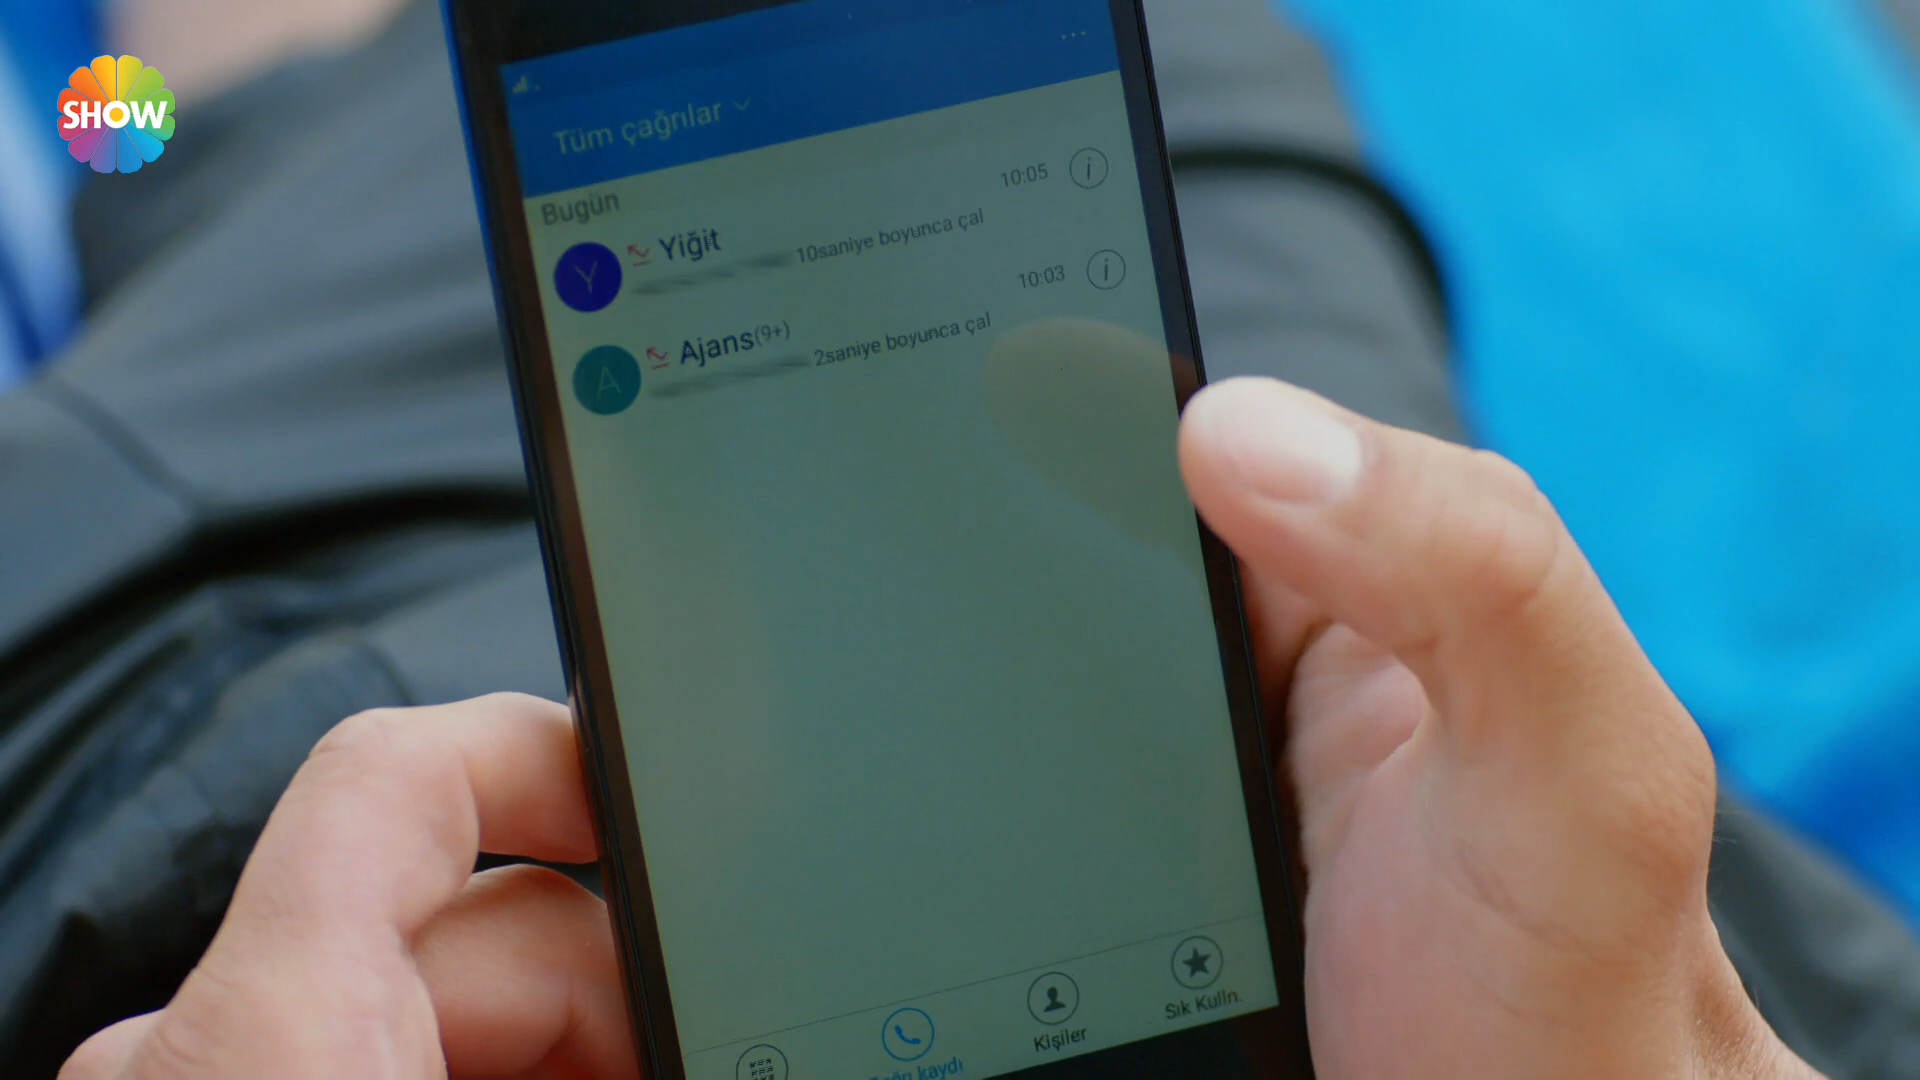 SHOW
Tüm çağrılar
Bugün
Yiğit
10saniye boyunca çal
10:05
Ajans(9+)
2saniye boyunca çal
10:03
kaydı
Kişiler
Sık Kulln.